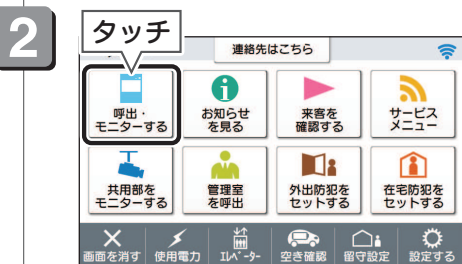 2
タッチ
連絡先はこちら
呼出・
モニターする
お知らせ
を見る
来客を
確認する
サービス
メニュー
共用部を
モニターする
管理室
を呼出
外出防犯を
セットする
在宅防犯を
セットする
画面を消す 使用電力 エレベーター 空き確認 留守設定 設定する